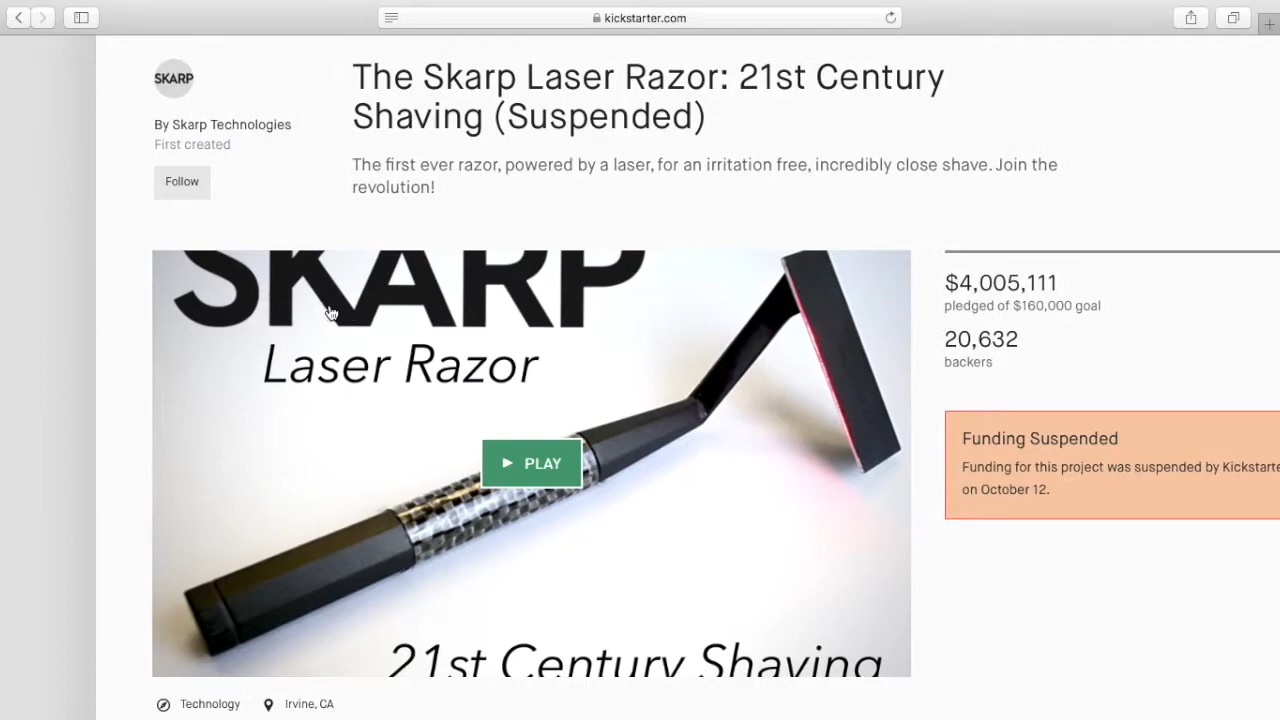 kickstarter.com
SKARP
The Skarp Laser Razor: 21st Century
Shaving (Suspended)
By Skarp Technologies
First created
Follow
The first ever razor, powered by a laser, for an irritation free, incredibly close shave. Join the
revolution!
SKARP
Laser Razor
PLAY
21st Century Shaving
$4,005,111
pledged of $160,000 goal
20,632
backers
Funding Suspended
Funding for this project was suspended by Kickstarte
on October 12.
Technology
Irvine, CA